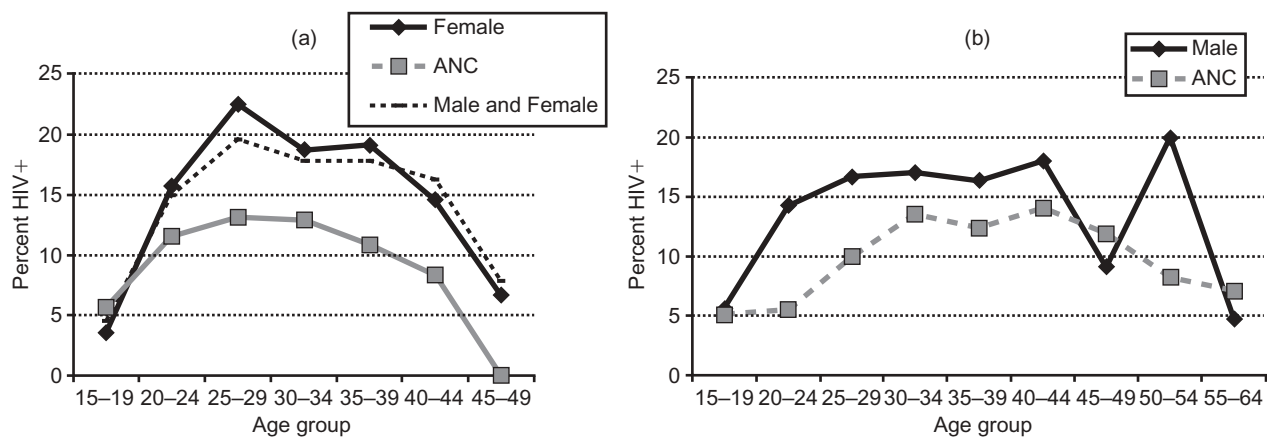 (a)
Female
ANC
Male and Female
Percent HIV+
25
20
15
10
5
0
15–19 20–24 25–29 30–34 35–39 40–44 45–49
Age group
(b)
Male
ANC
Percent HIV+
25
20
15
10
5
0
15–19 20–24 25–29 30–34 35–39 40–44 45–49 50–54 55–64
Age group